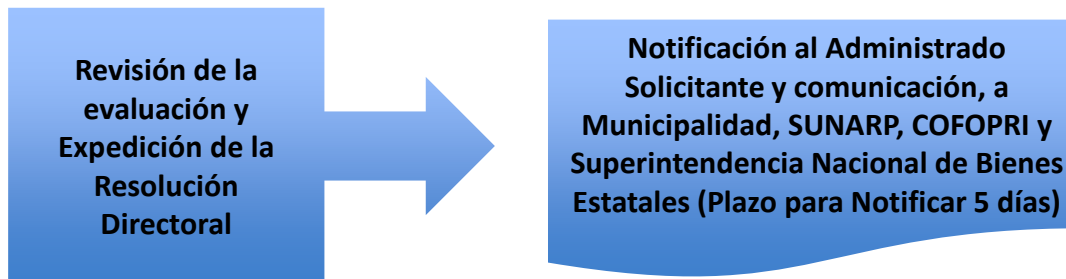 Revisión de la
evaluación y
Expedición de la
Resolución
Directoral
Notificación al Administrado
Solicitante y comunicación, a
Municipalidad, SUNARP, COFOPRI y
Superintendencia Nacional de Bienes
Estatales (Plazo para Notificar 5 días)